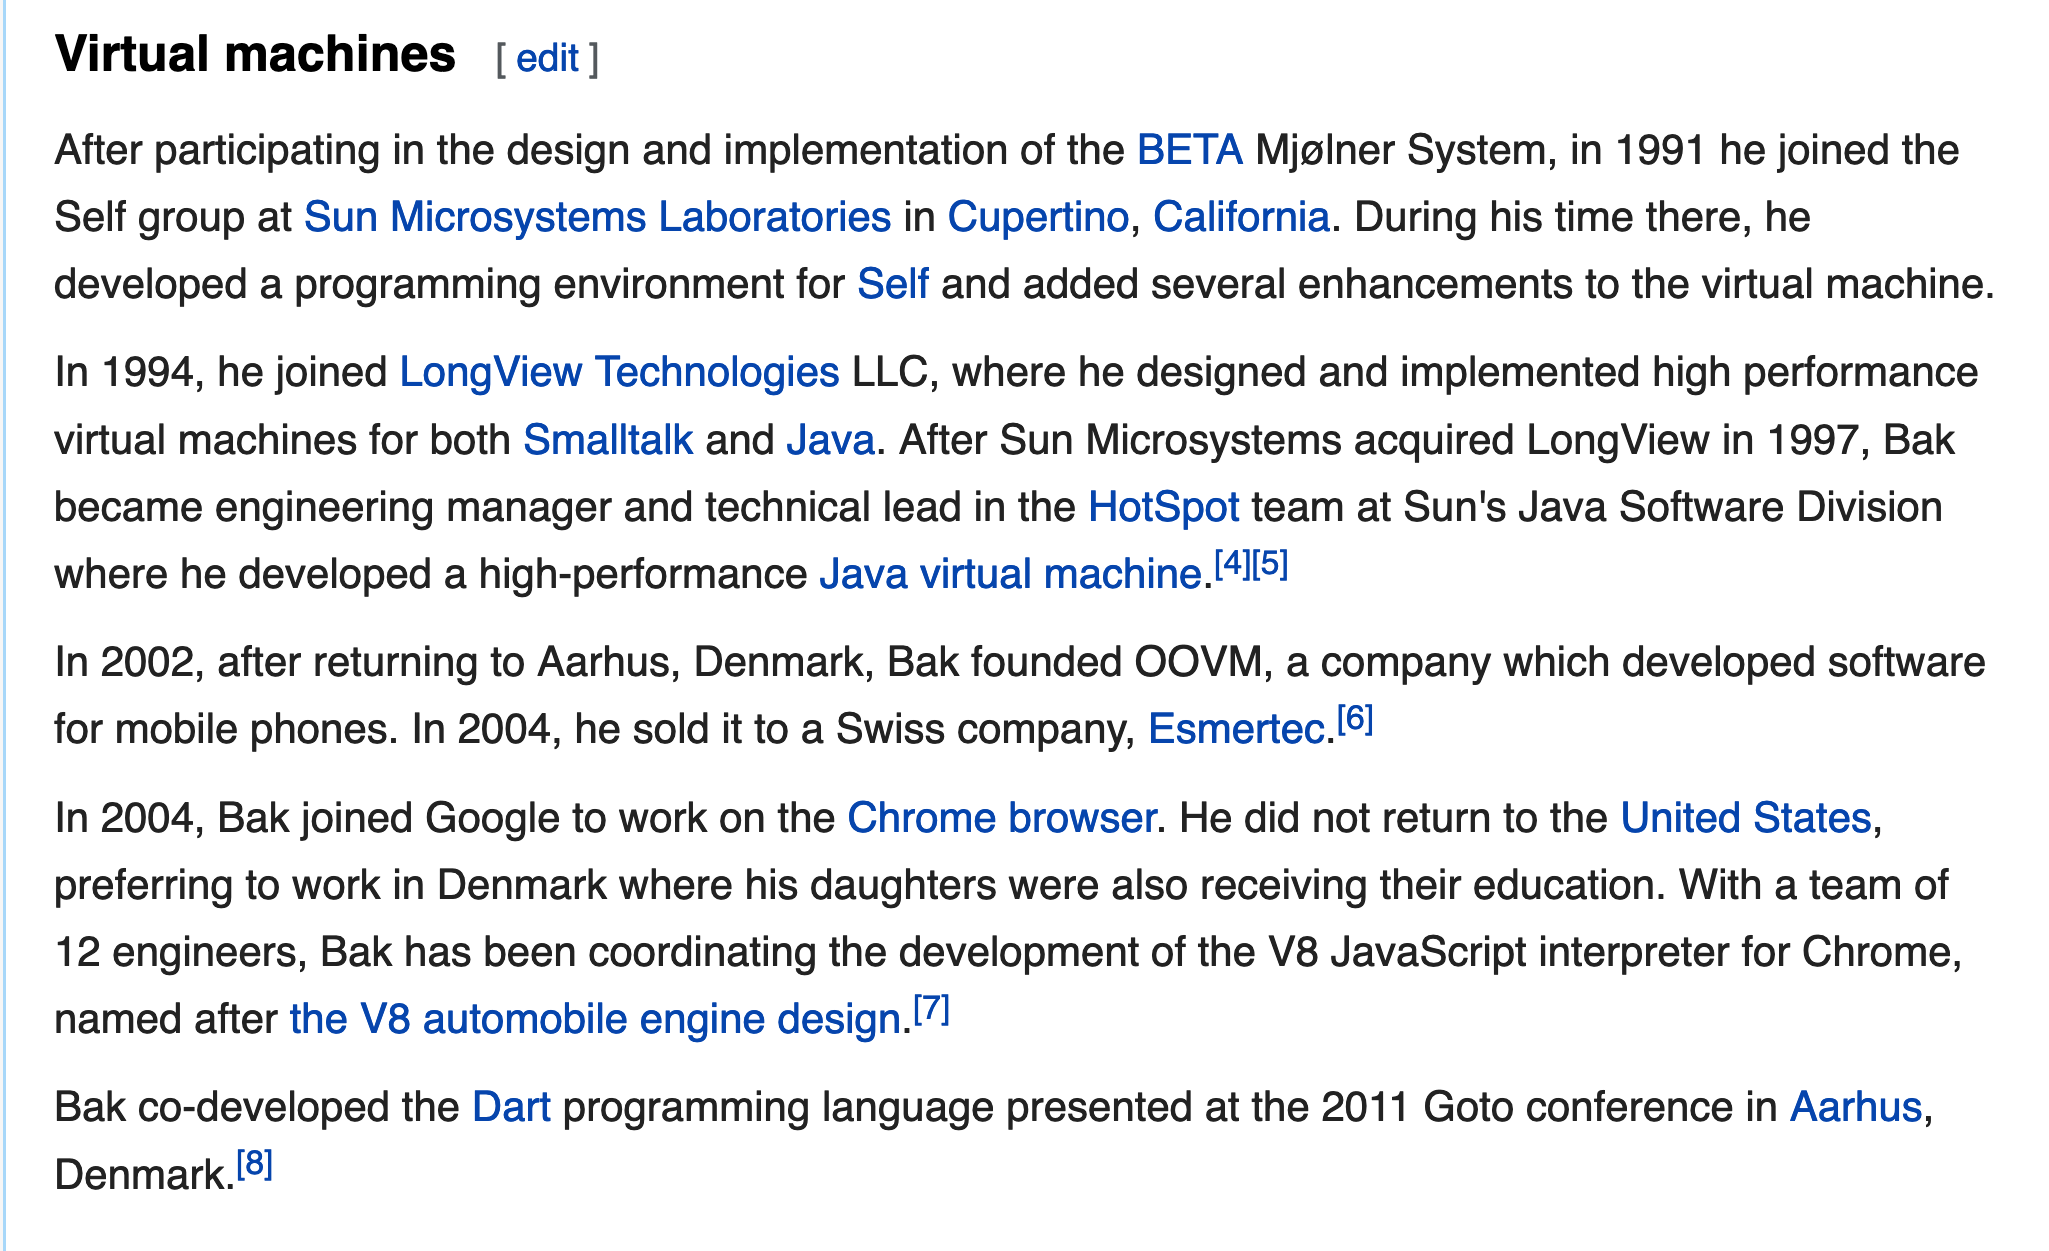 Virtual machines [ edit ]
After participating in the design and implementation of the BETA Mjølner System, in 1991 he joined the
Self group at Sun Microsystems Laboratories in Cupertino, California. During his time there, he
developed a programming environment for Self and added several enhancements to the virtual machine.
In 1994, he joined LongView Technologies LLC, where he designed and implemented high performance
virtual machines for both Smalltalk and Java. After Sun Microsystems acquired LongView in 1997, Bak
became engineering manager and technical lead in the HotSpot team at Sun's Java Software Division
where he developed a high-performance Java virtual machine.[4][5]
In 2002, after returning to Aarhus, Denmark, Bak founded OOVM, a company which developed software
for mobile phones. In 2004, he sold it to a Swiss company, Esmertec.[6]
In 2004, Bak joined Google to work on the Chrome browser. He did not return to the United States,
preferring to work in Denmark where his daughters were also receiving their education. With a team of
12 engineers, Bak has been coordinating the development of the V8 JavaScript interpreter for Chrome,
named after the V8 automobile engine design.[7]
Bak co-developed the Dart programming language presented at the 2011 Goto conference in Aarhus,
Denmark.[8]